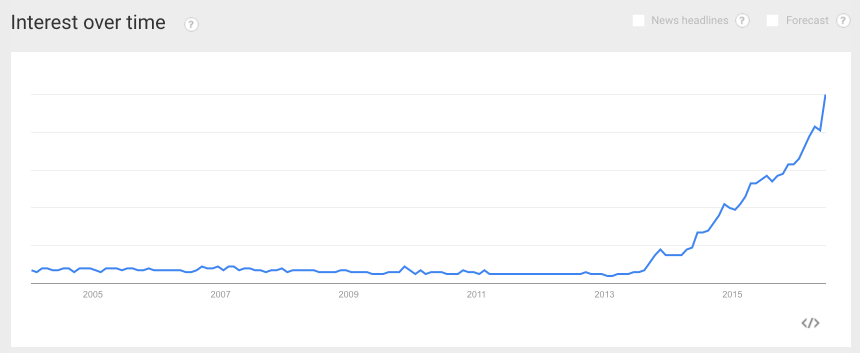 Interest over time ?
News headlines ? Forecast ?
2005 2007 2009 2011 2013 2015
</>